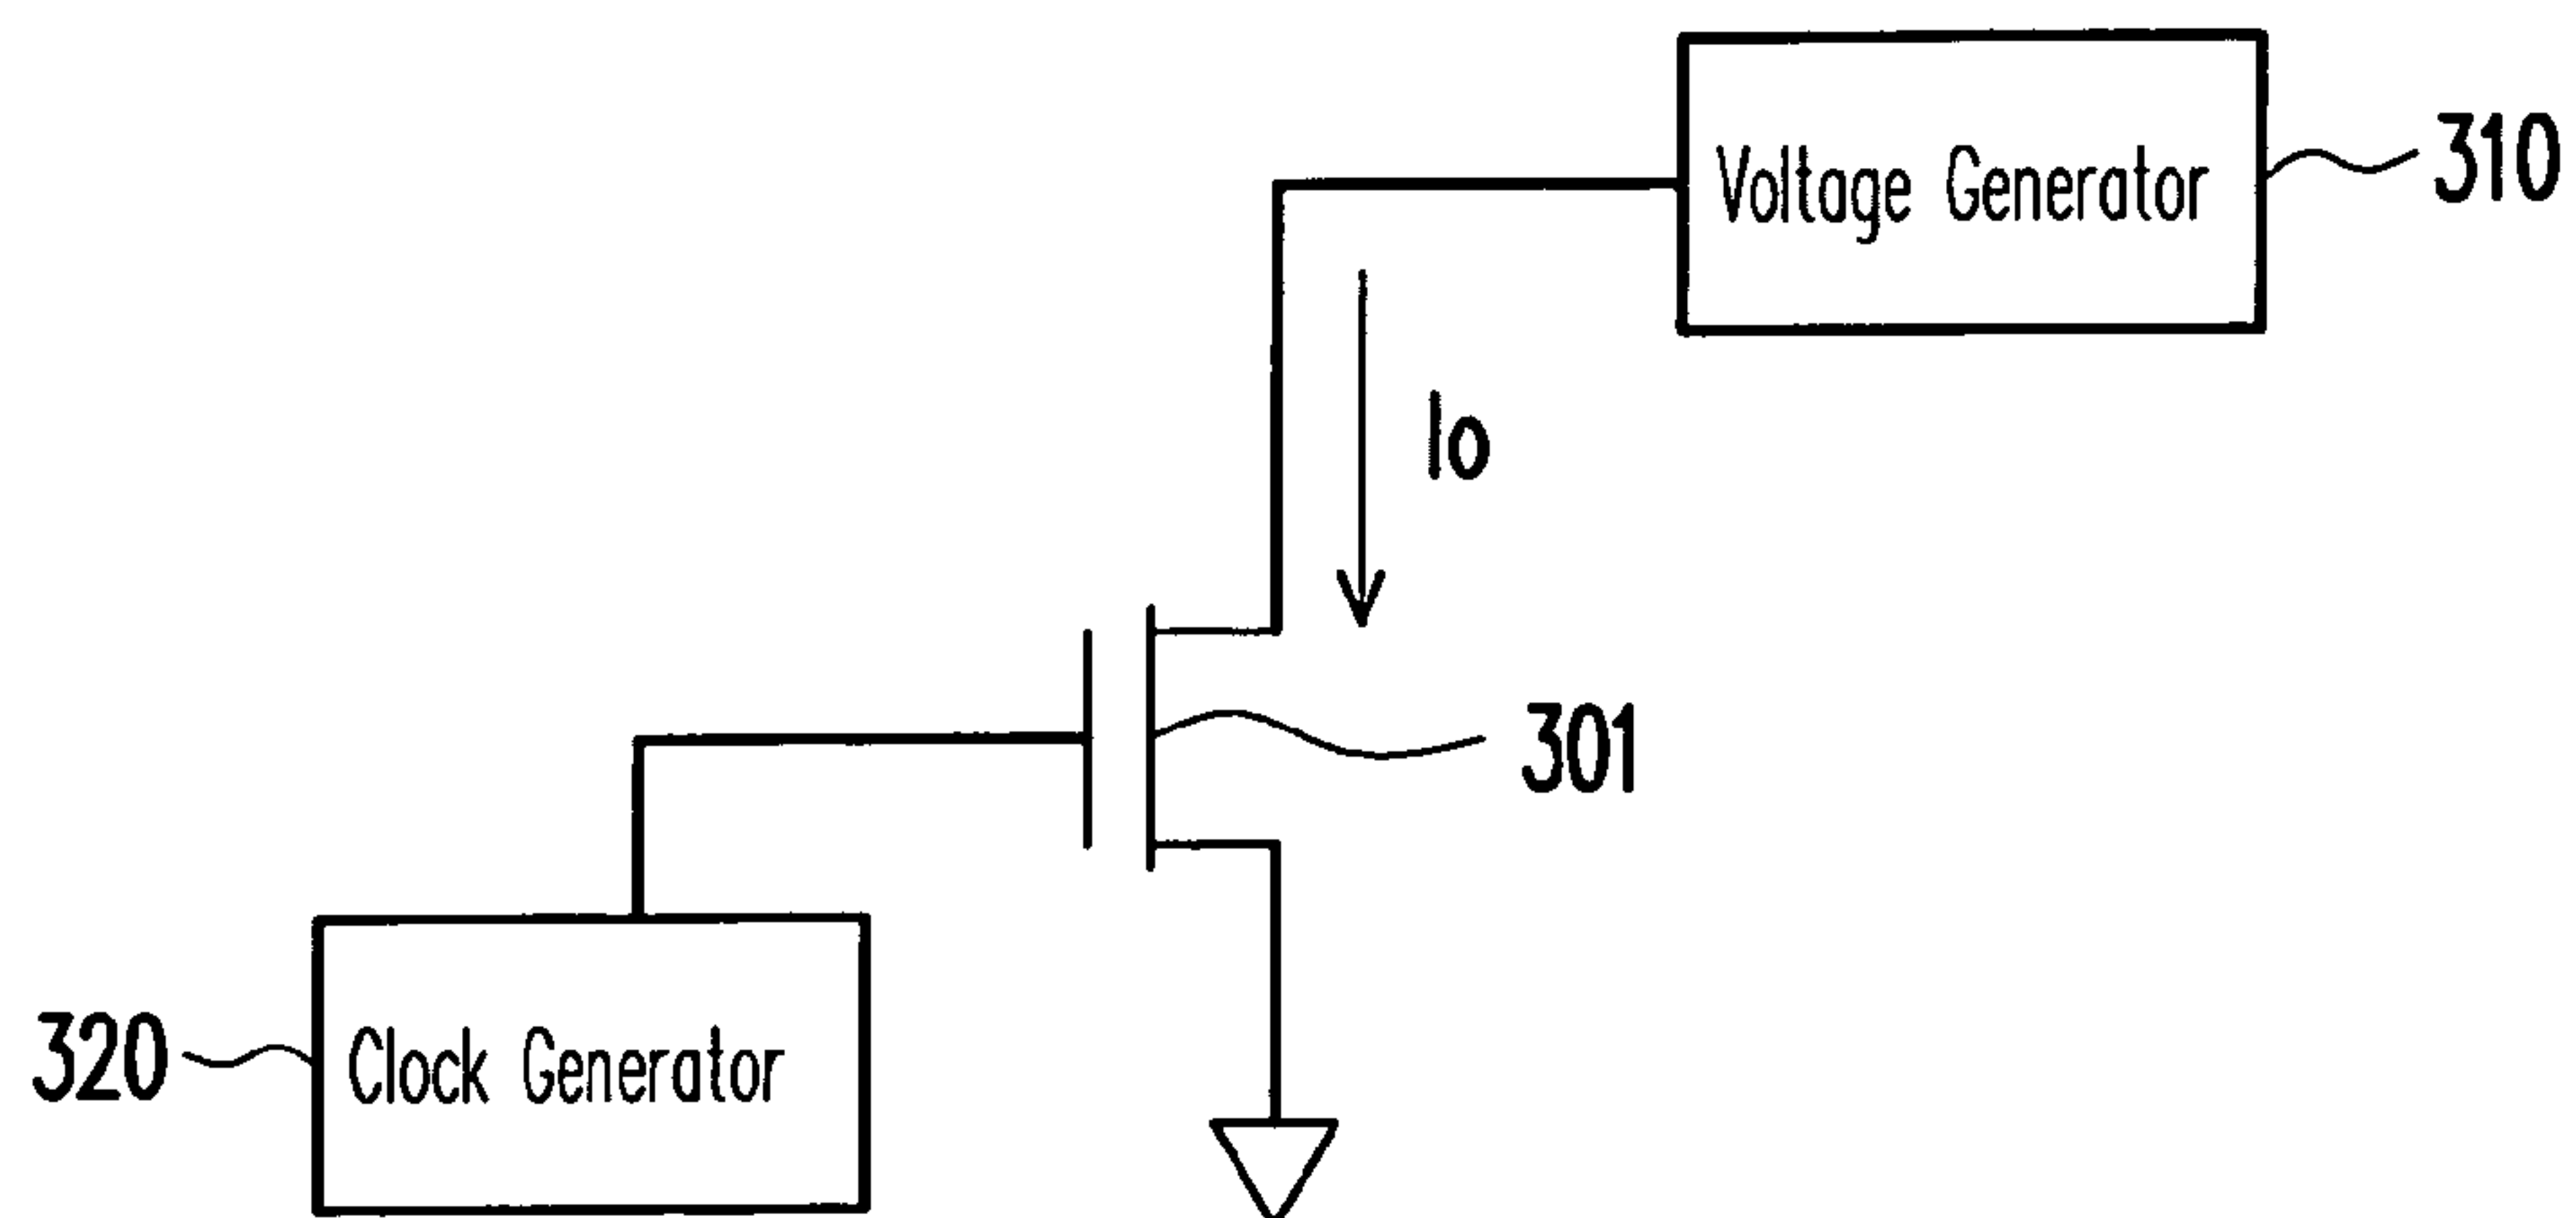 Voltage Generator
310
Io
301
320
Clock Generator